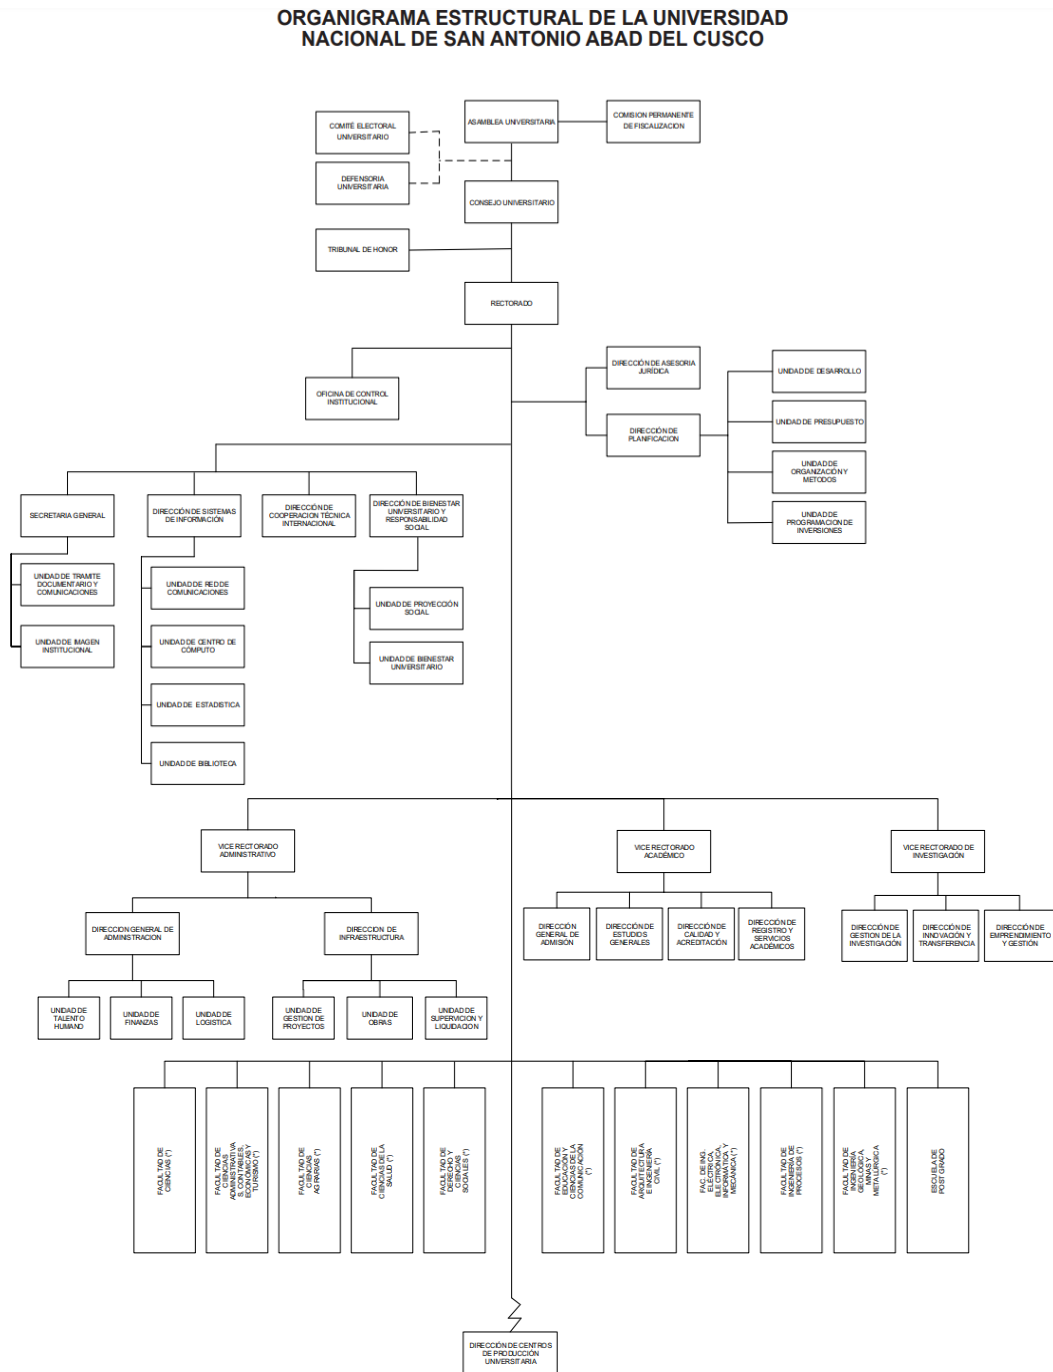 ORGANIGRAMA ESTRUCTURAL DE LA UNIVERSIDAD
NACIONAL DE SAN ANTONIO ABAD DEL CUSCO
ASAMBLEA UNIVERSITARIA
COMISION PERMANENTE
DE FISCALIZACION
COMITÉ ELECTORAL
UNIVERSITARIO
DEFENSORIA
UNIVERSITARIA
CONSEJO UNIVERSITARIO
TRIBUNAL DE HONOR
RECTORADO
OFICINA DE CONTROL
INSTITUCIONAL
DIRECCIÓN DE ASESORIA
JURÍDICA
DIRECCIÓN DE
PLANIFICACION
UNIDAD DE DESARROLLO
UNIDAD DE PRESUPUESTO
UNIDAD DE
ORGANIZACIÓN Y
METODOS
UNIDAD DE
PROGRAMACION DE
INVERSIONES
SECRETARIA GENERAL
DIRECCIÓN DE SISTEMAS
DE INFORMACIÓN
DIRECCIÓN DE
COOPERACION TÉCNICA
INTERNACIONAL
DIRECCIÓN DE BIENESTAR
UNIVERSITARIO Y
RESPONSABILIDAD
SOCIAL
UNIDAD DE TRAMITE
DOCUMENTARIO Y
COMUNICACIONES
UNIDAD DE IMAGEN
INSTITUCIONAL
UNIDAD DE RED DE
COMUNICACIONES
UNIDAD DE CENTRO DE
CÓMPUTO
UNIDAD DE ESTADISTICA
UNIDAD DE BIBLIOTECA
UNIDAD DE PROYECCIÓN
SOCIAL
UNIDAD DE BIENESTAR
UNIVERSITARIO
VICE RECTORADO
ADMINISTRATIVO
VICE RECTORADO
ACADÉMICO
VICE RECTORADO DE
INVESTIGACIÓN
DIRECCION GENERAL DE
ADMINISTRACION
DIRECCION DE
INFRAESTRUCTURA
DIRECCIÓN
GENERAL DE
ADMISIÓN
DIRECCIÓN DE
ESTUDIOS
GENERALES
DIRECCIÓN DE
CALIDAD Y
ACREDITACIÓN
DIRECCIÓN DE
REGISTRO Y
SERVICIOS
ACADÉMICOS
DIRECCIÓN DE
GESTION DE LA
INVESTIGACIÓN
DIRECCIÓN DE
INNOVACIÓN Y
TRANSFERENCIA
DIRECCIÓN DE
EMPRENDIMIENTO
Y GESTIÓN
UNIDAD DE
TALENTO
HUMANO
UNIDAD DE
FINANZAS
UNIDAD DE
LOGISTICA
UNIDAD DE
GESTION DE
PROYECTOS
UNIDAD DE
OBRAS
UNIDAD DE
SUPERVICION Y
LIQUIDACION
FACULTAD DE
CIENCIAS (*)
FACULTAD DE
CIENCIAS
ADMINISTRATIVA
S, CONTABLES,
ECONÓMICAS Y
TURISMO (*)
FACULTAD DE
CIENCIAS
AGRARIAS (*)
FACULTAD DE
CIENCIAS DE LA
SALUD (*)
FACULTAD DE
DERECHO Y
CIENCIAS
SOCIALES (*)
FACULTAD DE
EDUCACIÓN Y
CIENCIAS DE LA
COMUNICACIÓN
(*)
FACULTAD DE
ARQUITECTURA
E INGENIERÍA
CIVIL (*)
FAC. DE ING.
ELÉCTRICA,
ELECTRÓNICA,
INFORMÁTICA Y
MECÁNICA (*)
FACULTAD DE
INGENIERÍA DE
PROCESOS (*)
FACULTAD DE
INGENIERÍA
GEOLÓGICA,
MINAS Y
METALURGICA
(*)
ESCUELA DE
POST GRADO
DIRECCIÓN DE CENTROS
DE PRODUCCIÓN
UNIVERSITARIA